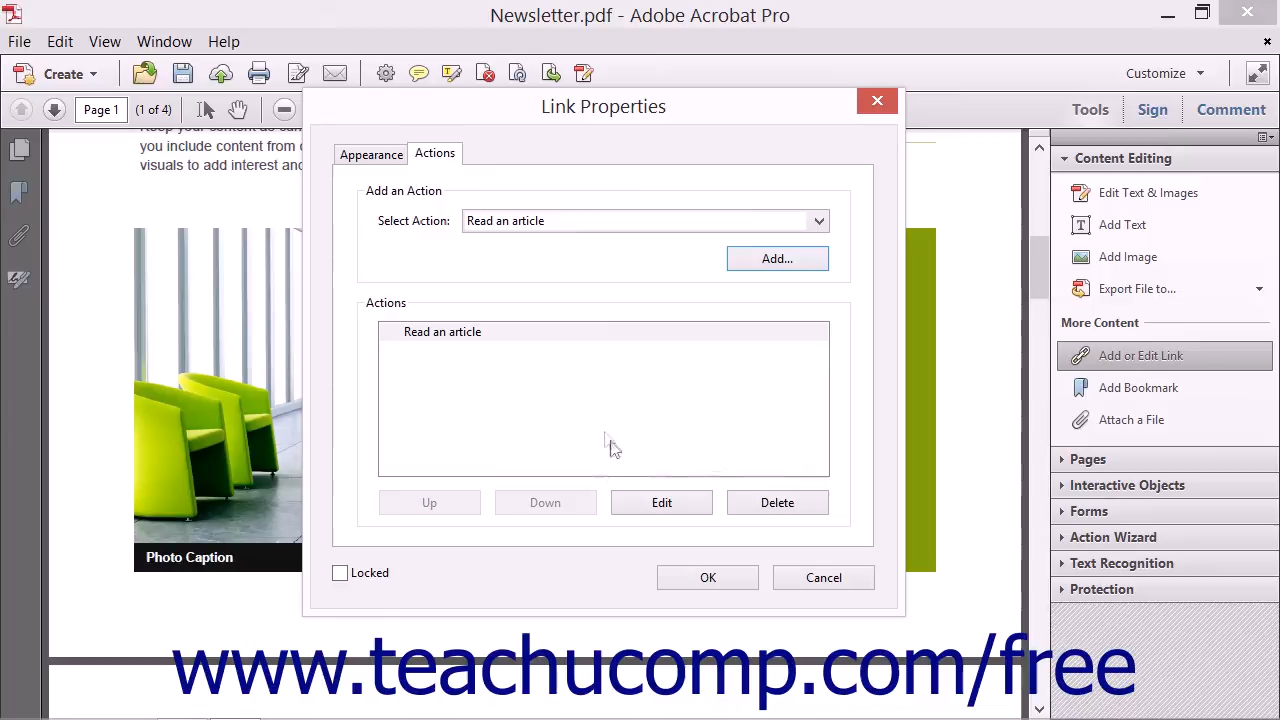 Newsletter.pdf - Adobe Acrobat Pro
File Edit View Window Help
Create
Customize
Page 1 (1 of 4)
Tools Sign Comment
Link Properties
you include content from
visuals to add interest and
Photo Caption
Appearance Actions
Add an Action
Select Action: Read an article
Add...
Actions
Read an article
Up Down Edit Delete
Locked
OK Cancel
Content Editing
Edit Text & Images
Add Text
Add Image
Export File to...
More Content
Add or Edit Link
Add Bookmark
Attach a File
Pages
Interactive Objects
Forms
Action Wizard
Text Recognition
Protection
www.teachucomp.com/free